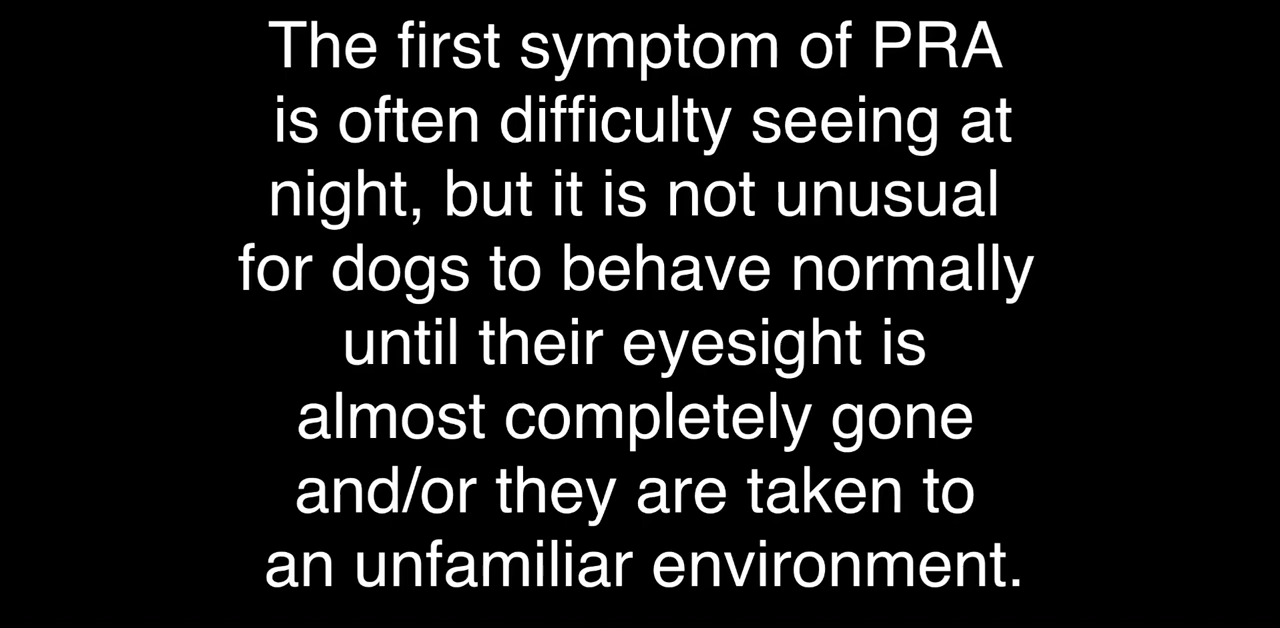 The first symptom of PRA
is often difficulty seeing at
night, but it is not unusual
for dogs to behave normally
until their eyesight is
almost completely gone
and/or they are taken to
an unfamiliar environment.